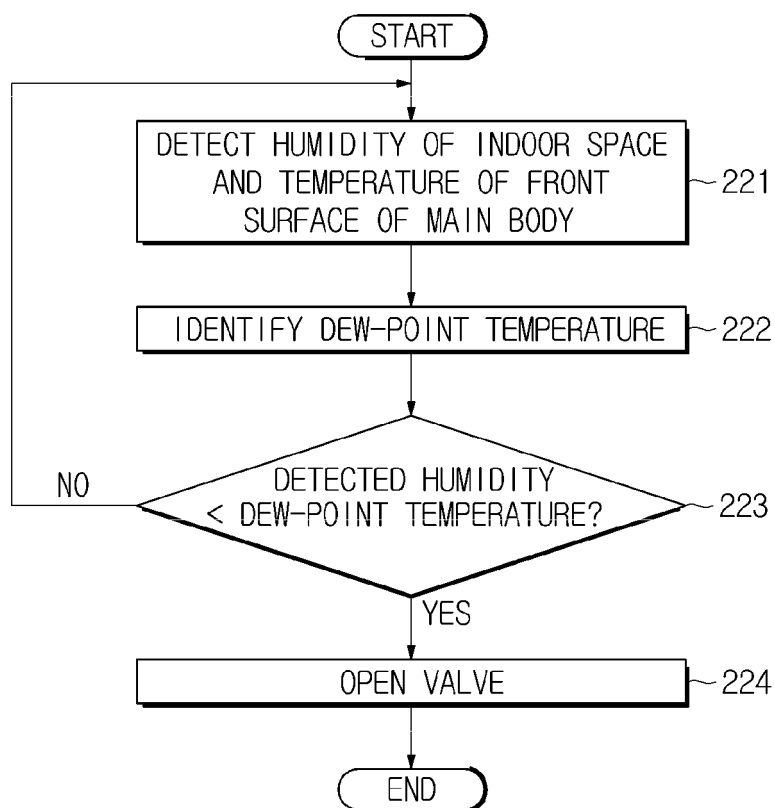 START
DETECT HUMIDITY OF INDOOR SPACE
AND TEMPERATURE OF FRONT
SURFACE OF MAIN BODY
221
IDENTIFY DEW-POINT TEMPERATURE
222
DETECTED HUMIDITY
< DEW-POINT TEMPERATURE?
223
NO
YES
OPEN VALVE
224
END